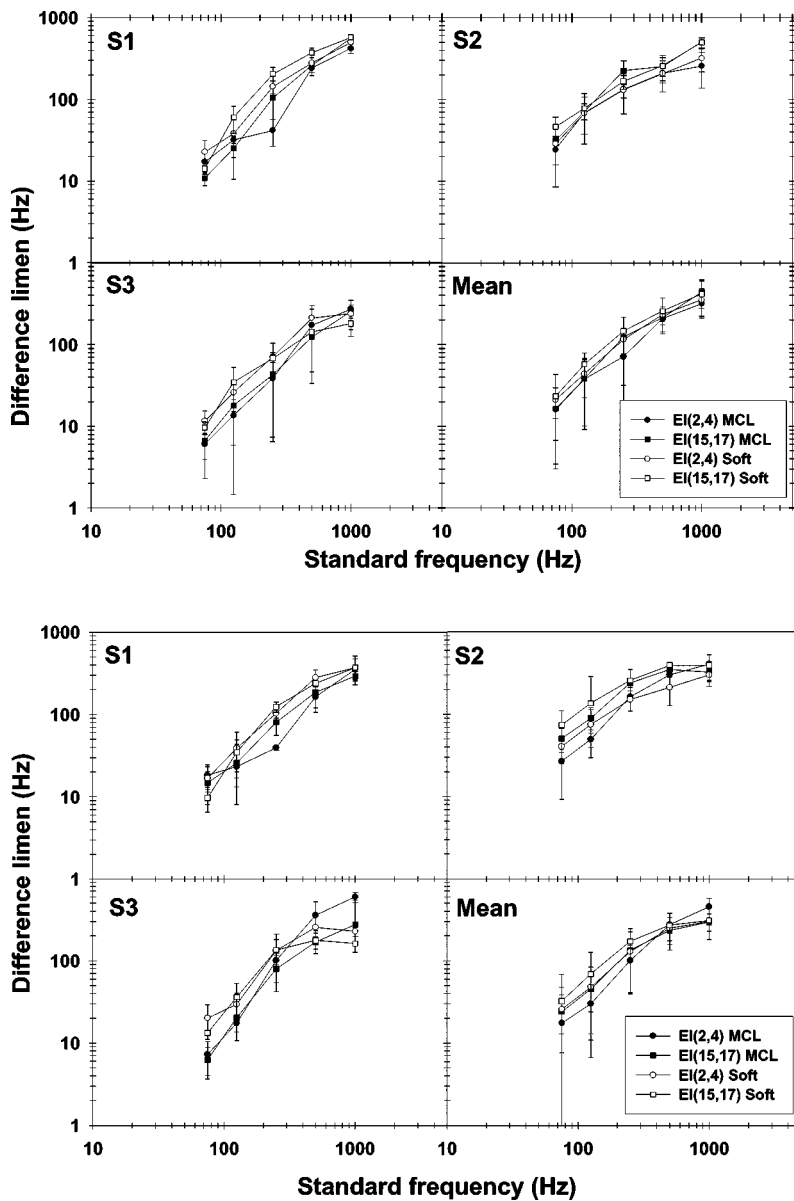 1000
100
10
1
S1
S2
1000
100
10
1
S3
Mean
El(2,4) MCL
El(15,17) MCL
El(2,4) Soft
El(15,17) Soft
10 100 1000 10 100 1000
Difference limen (Hz)
Standard frequency (Hz)
1000
100
10
1
S1
S2
100
10
1
S3
Mean
El(2,4) MCL
El(15,17) MCL
El(2,4) Soft
El(15,17) Soft
10 100 1000 10 100 1000
Difference limen (Hz)
Standard frequency (Hz)